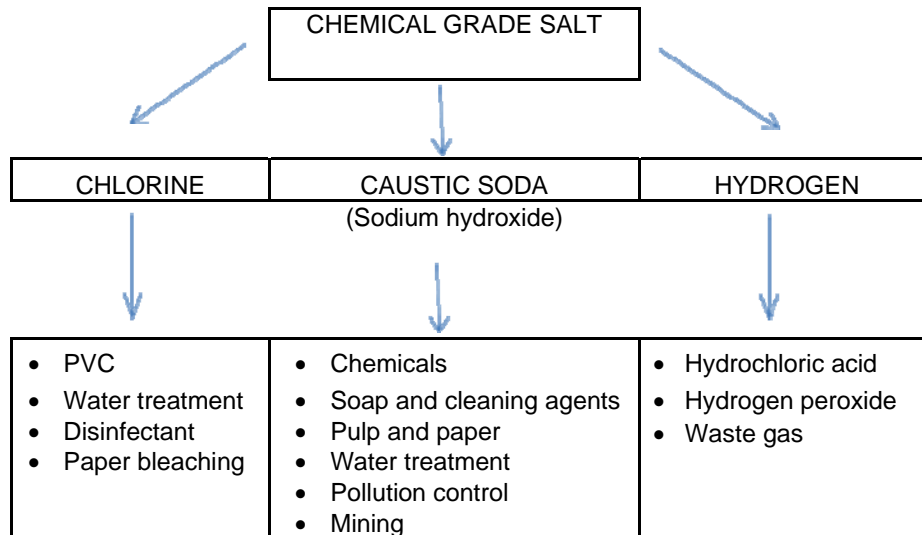 CHEMICAL GRADE SALT
CHLORINE
CAUSTIC SODA
(Sodium hydroxide)
HYDROGEN
• PVC
• Water treatment
• Disinfectant
• Paper bleaching
• Chemicals
• Soap and cleaning agents
• Pulp and paper
• Water treatment
• Pollution control
• Mining
• Hydrochloric acid
• Hydrogen peroxide
• Waste gas